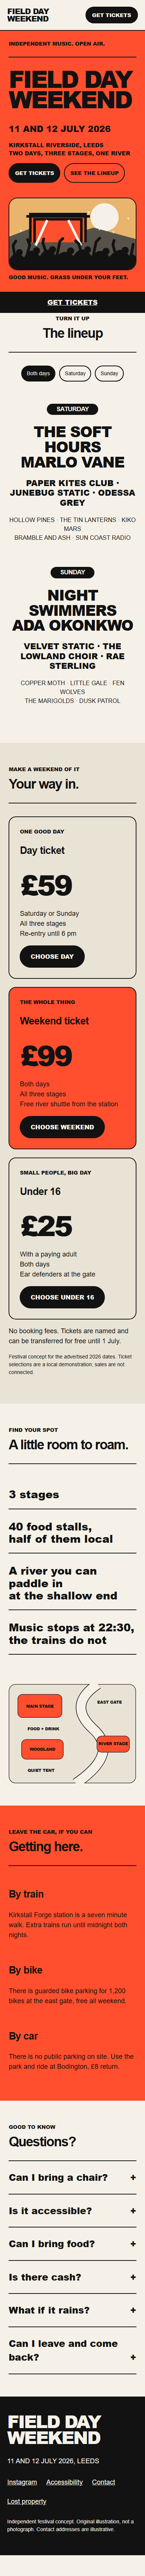 FIELD DAY
WEEKEND
GET TICKETS
INDEPENDENT MUSIC. OPEN AIR.
FIELD DAY
WEEKEND
11 AND 12 JULY 2026
KIRKSTALL RIVERSIDE, LEEDS
TWO DAYS, THREE STAGES, ONE RIVER
GET TICKETS
SEE THE LINEUP
GOOD MUSIC. GRASS UNDER YOUR FEET.
GET TICKETS
TURN IT UP
The lineup
Both days
Saturday
Sunday
SATURDAY
THE SOFT
HOURS
MARLO VANE
PAPER KITES CLUB ·
JUNEBUG STATIC · ODESSA
GREY
HOLLOW PINES · THE TIN LANTERNS · KIKO
MARS
BRAMBLE AND ASH · SUN COAST RADIO
SUNDAY
NIGHT
SWIMMERS
ADA OKONKWO
VELVET STATIC · THE
LOWLAND CHOIR · RAE
STERLING
COPPER MOTH · LITTLE GALE · FEN
WOLVES
THE MARIGOLDS · DUSK PATROL
MAKE A WEEKEND OF IT
Your way in.
ONE GOOD DAY
Day ticket
£59
Saturday or Sunday
All three stages
Re-entry until 6 pm
CHOOSE DAY
THE WHOLE THING
Weekend ticket
£99
Both days
All three stages
Free river shuttle from the station
CHOOSE WEEKEND
SMALL PEOPLE, BIG DAY
Under 16
£25
With a paying adult
Both days
Ear defenders at the gate
CHOOSE UNDER 16
No booking fees. Tickets are named and
can be transferred for free until 1 July.
Festival concept for the advertised 2026 dates. Ticket
selections are a local demonstration; sales are not
connected.
FIND YOUR SPOT
A little room to roam.
3 stages
40 food stalls,
half of them local
A river you can
paddle in
at the shallow end
Music stops at 22:30,
the trains do not
MAIN STAGE
EAST GATE
FOOD + DRINK
WOODLAND
RIVER STAGE
QUIET TENT
LEAVE THE CAR, IF YOU CAN
Getting here.
By train
Kirkstall Forge station is a seven minute
walk. Extra trains run until midnight both
nights.
By bike
There is guarded bike parking for 1,200
bikes at the east gate, free all weekend.
By car
There is no public parking on site. Use the
park and ride at Bodington, £8 return.
GOOD TO KNOW
Questions?
Can I bring a chair? +
Is it accessible? +
Can I bring food? +
Is there cash? +
What if it rains? +
Can I leave and come
back? +
FIELD DAY
WEEKEND
11 AND 12 JULY 2026, LEEDS
Instagram Accessibility Contact
Lost property
Independent festival concept. Original illustration, not a
photograph. Contact addresses are illustrative.